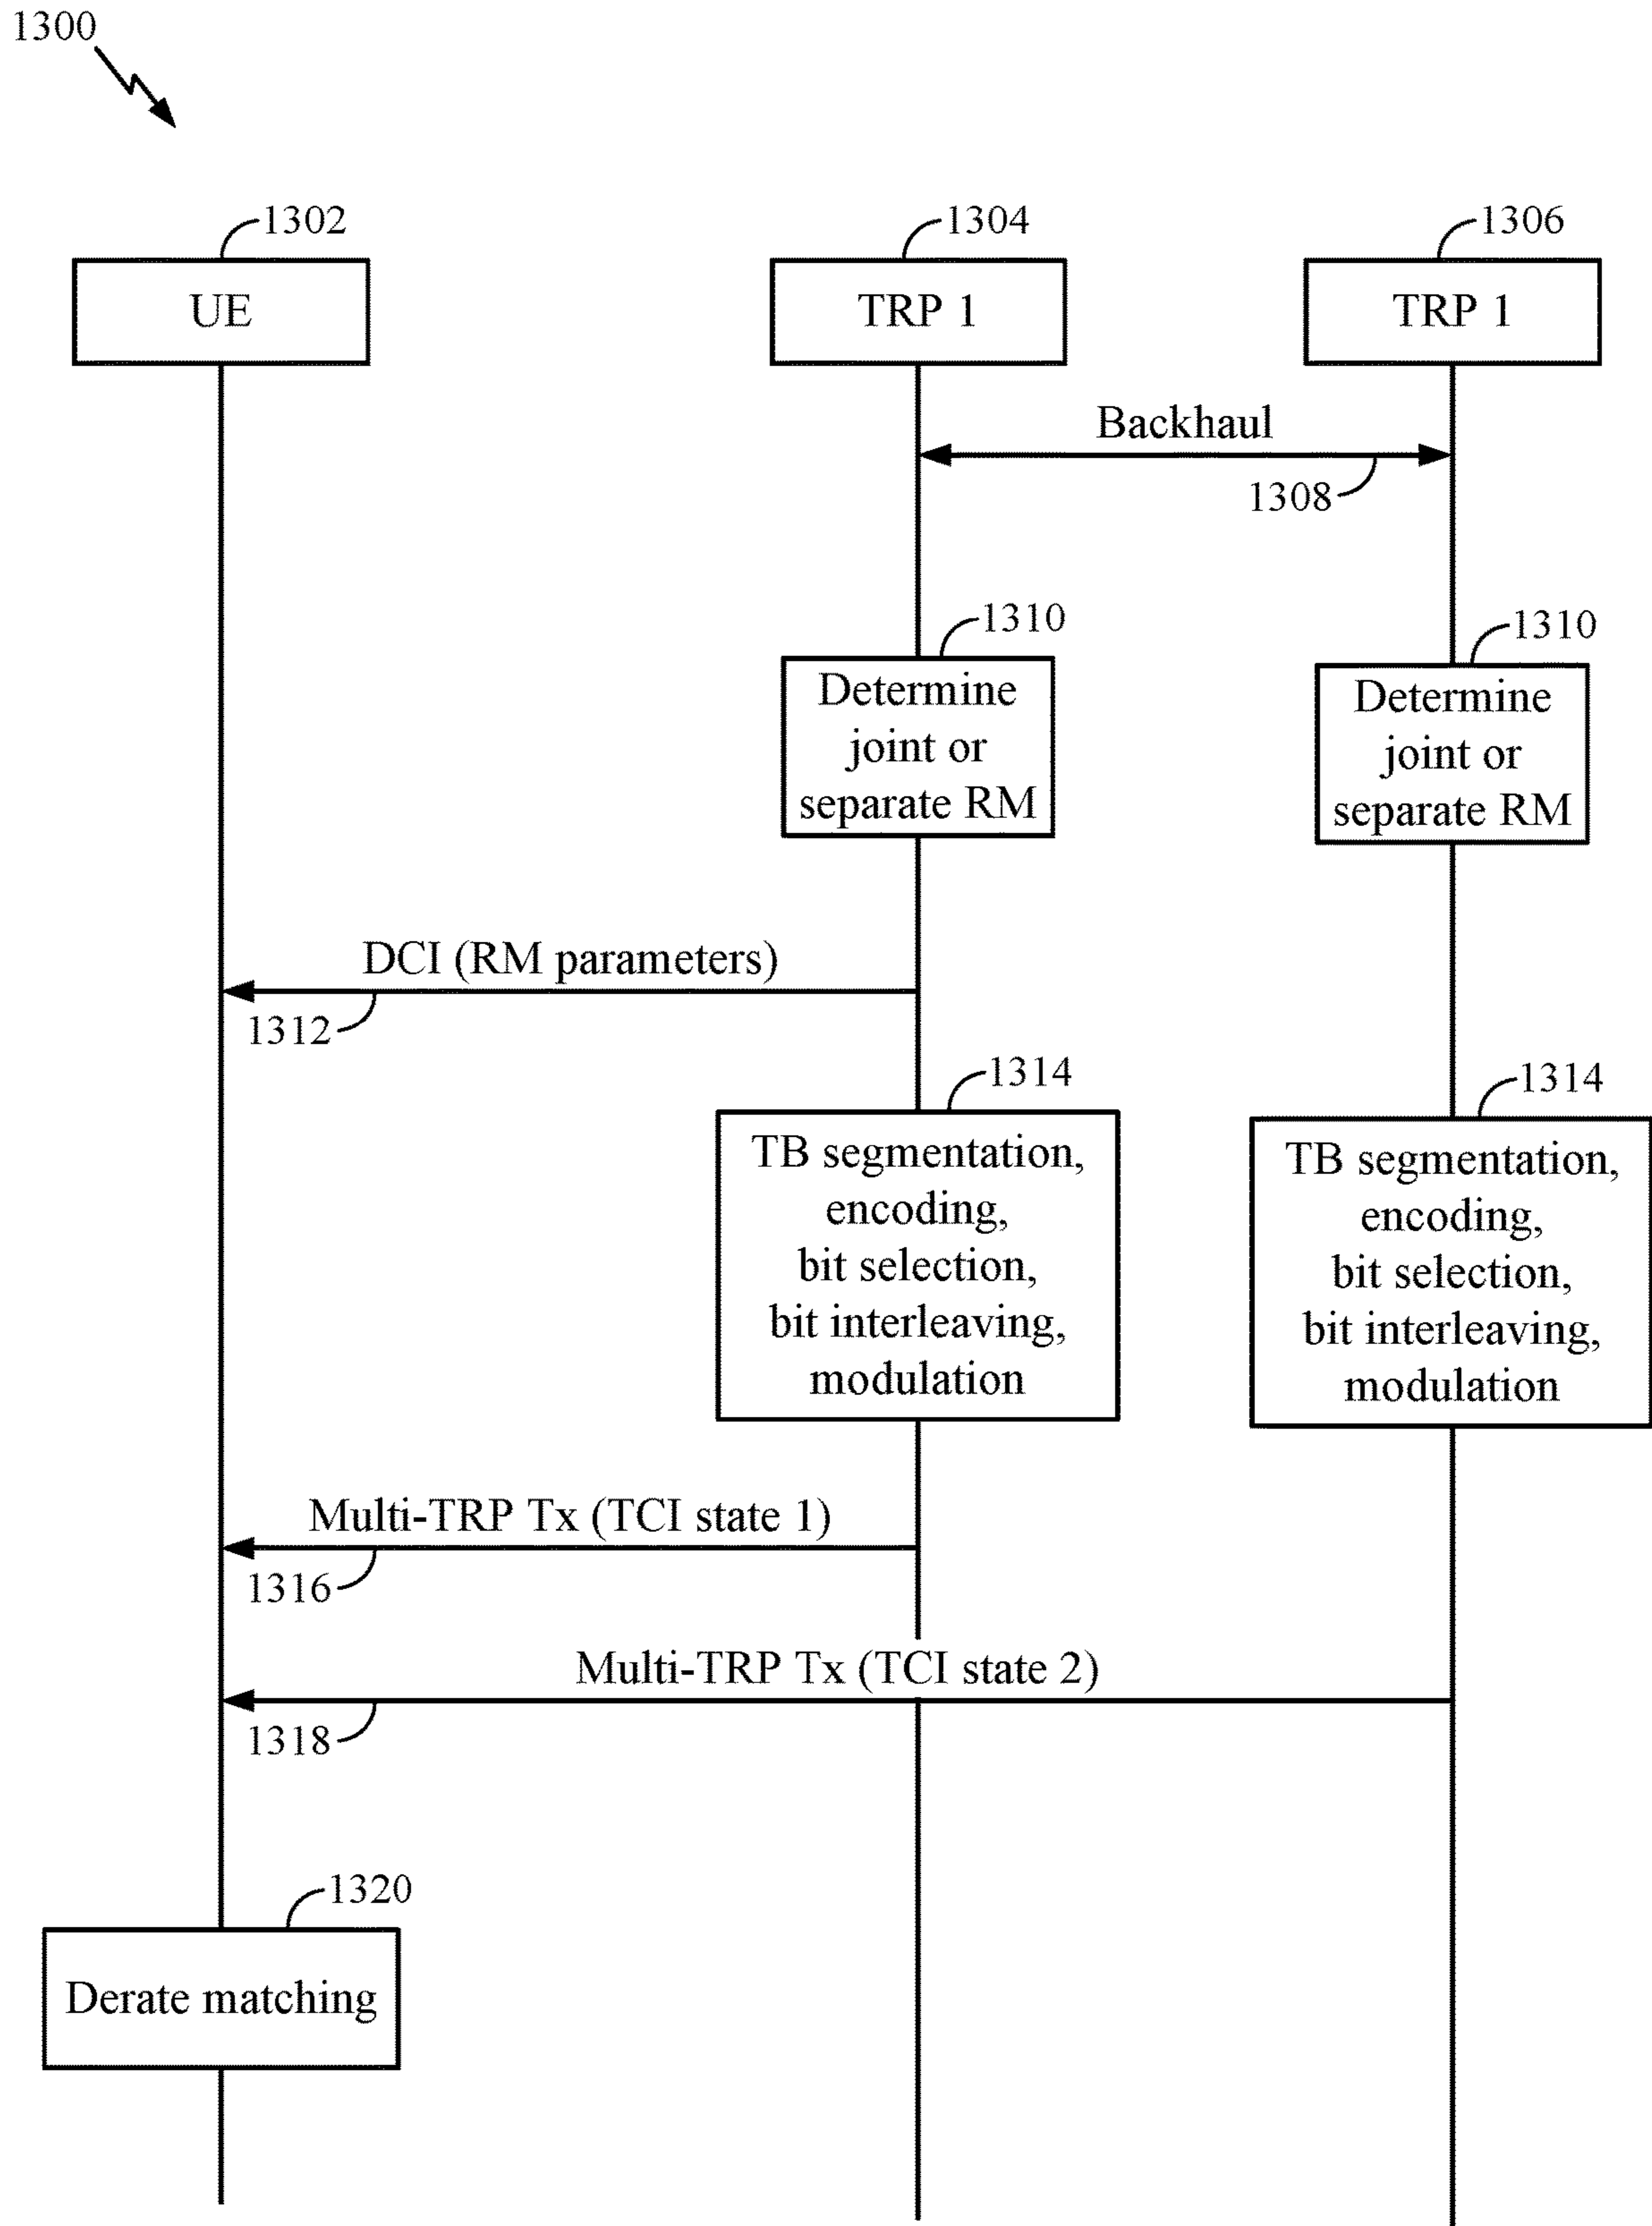 1300
1302
1304
1306
UE
TRP 1
TRP 1
Backhaul
1308
1310
1310
Determine
joint or
separate RM
Determine
joint or
separate RM
DCI (RM parameters)
1312
1314
1314
TB segmentation,
encoding,
bit selection,
bit interleaving,
modulation
TB segmentation,
encoding,
bit selection,
bit interleaving,
modulation
Multi-TRP Tx (TCI state 1)
1316
Multi-TRP Tx (TCI state 2)
1318
1320
Derate matching